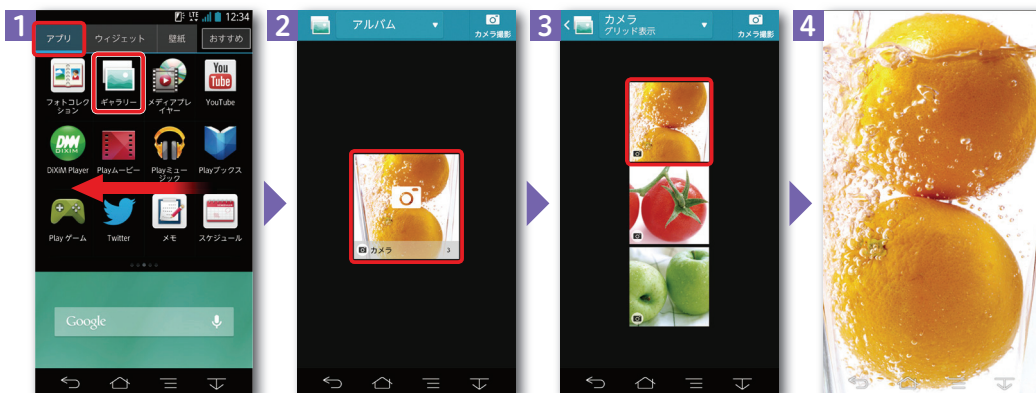 1
12:34
アプリ
ウィジェット
壁紙
おすすめ
You
Tube
フォトコレク
ション
ギャラリー
メディアプレ
イヤー
YouTube
DiXiM
DiXiM Player
Playムービー
Playミュー
ジック
Playブックス
Play ゲーム
Twitter
メモ
スケジュール
Google
2
アルバム
カメラ撮影
カメラ
3
3
カメラ
グリッド表示
カメラ撮影
4